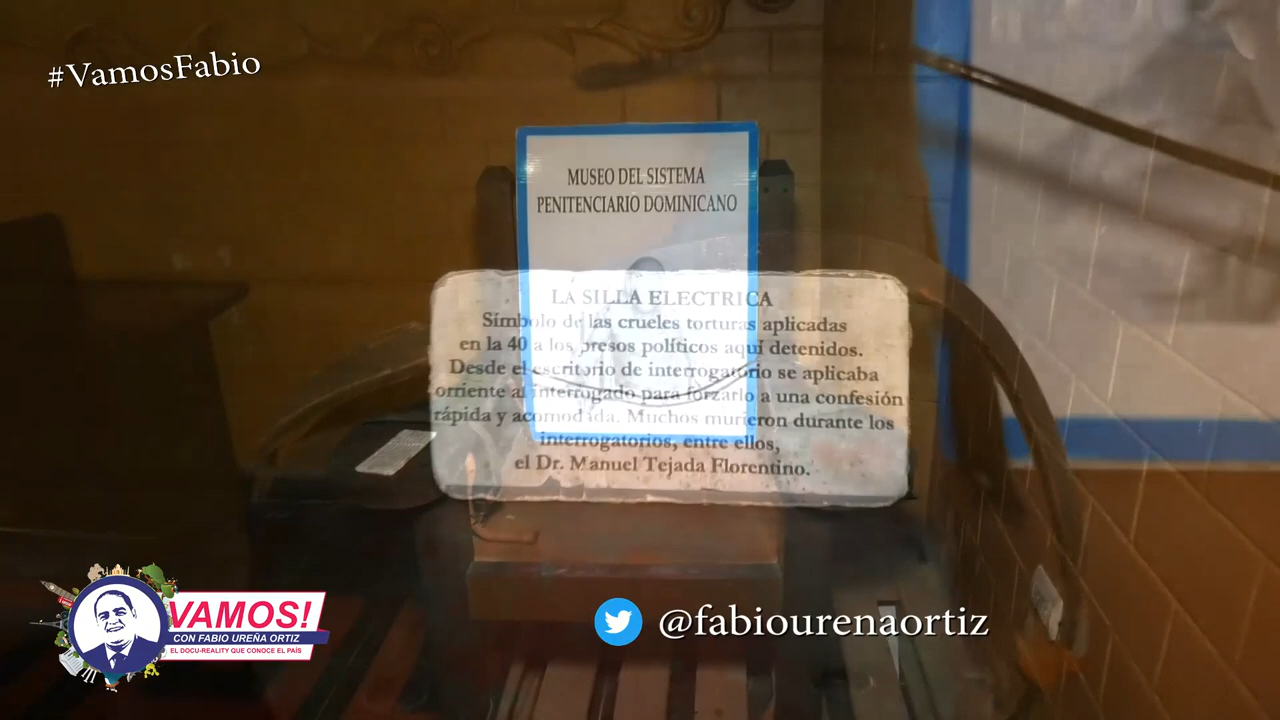 #VamosFabio
MUSEO DEL SISTEMA
PENITENCIARIO DOMINICANO
LA SILLA ELECTRICA
Símbolo de las crueles torturas aplicadas
en la 40 a los presos políticos aquí detenidos.
Desde el escritorio de interrogatorio se aplicaba
orriente al interrogado para forzarlo a una confesión
rápida y acomodada. Muchos murieron durante los
interrogatorios, entre ellos,
el Dr. Manuel Tejada Florentino.
VAMOS!
CON FABIO UREÑA ORTIZ
EL DOCU-REALITY QUE CONOCE EL PAÍS
@fabiourenaortiz